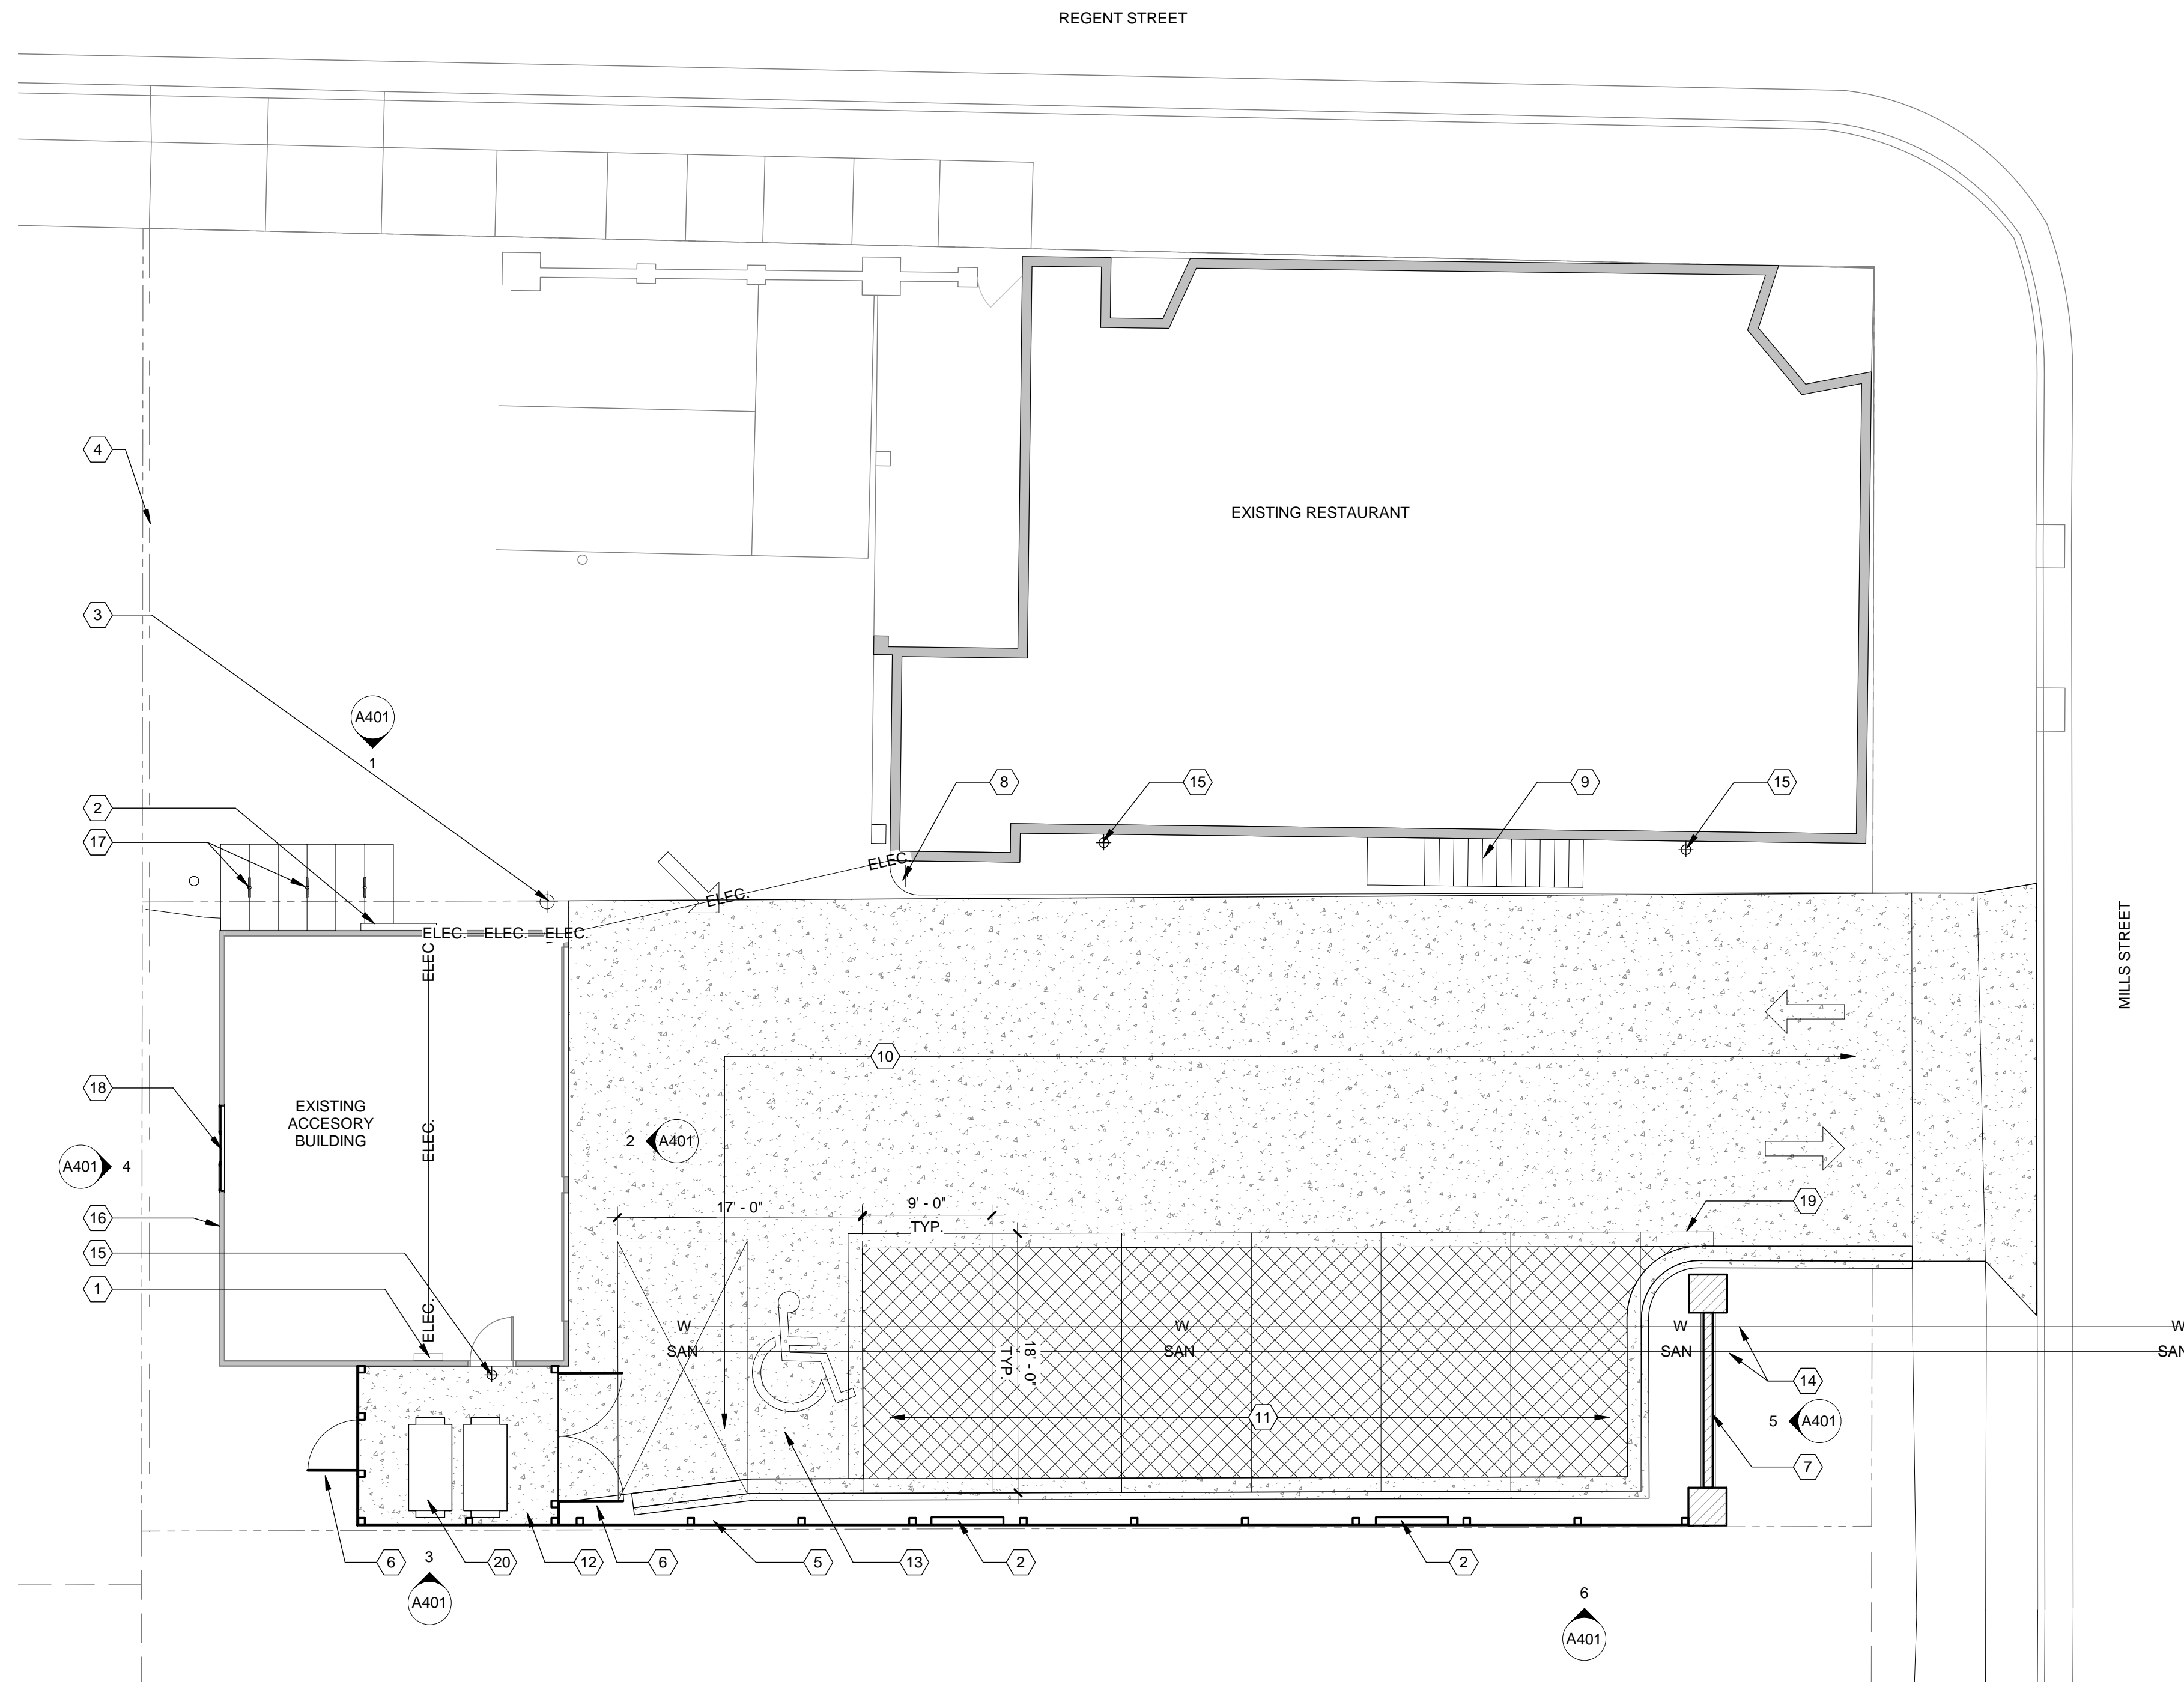 REGENT STREET
4
EXISTING RESTAURANT
3
A401
1
8
15
9
15
2
17
ELEC.
ELEC.
ELEC.
ELEC.
ELEC.
ELEC.
MILLS STREET
10
18
EXISTING
ACCESORY
BUILDING
ELEC.
2
A401
A401
4
16
17' - 0"
9' - 0"
TYP.
19
15
1
ELEC.
W
W
W
W
SAN
SAN
SAN
SAN
18' - 0"
TYP.
14
11
5
A401
7
6
3
20
12
6
5
13
2
2
A401
6
A401